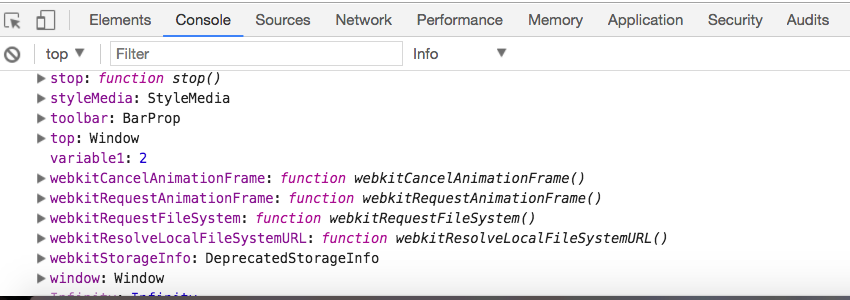 Elements Console Sources Network Performance Memory Application Security Audits
top Filter Info
stop: function stop()
styleMedia: StyleMedia
toolbar: BarProp
top: Window
variable1: 2
webkitCancelAnimationFrame: function webkitCancelAnimationFrame()
webkitRequestAnimationFrame: function webkitRequestAnimationFrame()
webkitRequestFileSystem: function webkitRequestFileSystem()
webkitResolveLocalFileSystemURL: function webkitResolveLocalFileSystemURL()
webkitStorageInfo: DeprecatedStorageInfo
window: Window
Infinity: Infinity